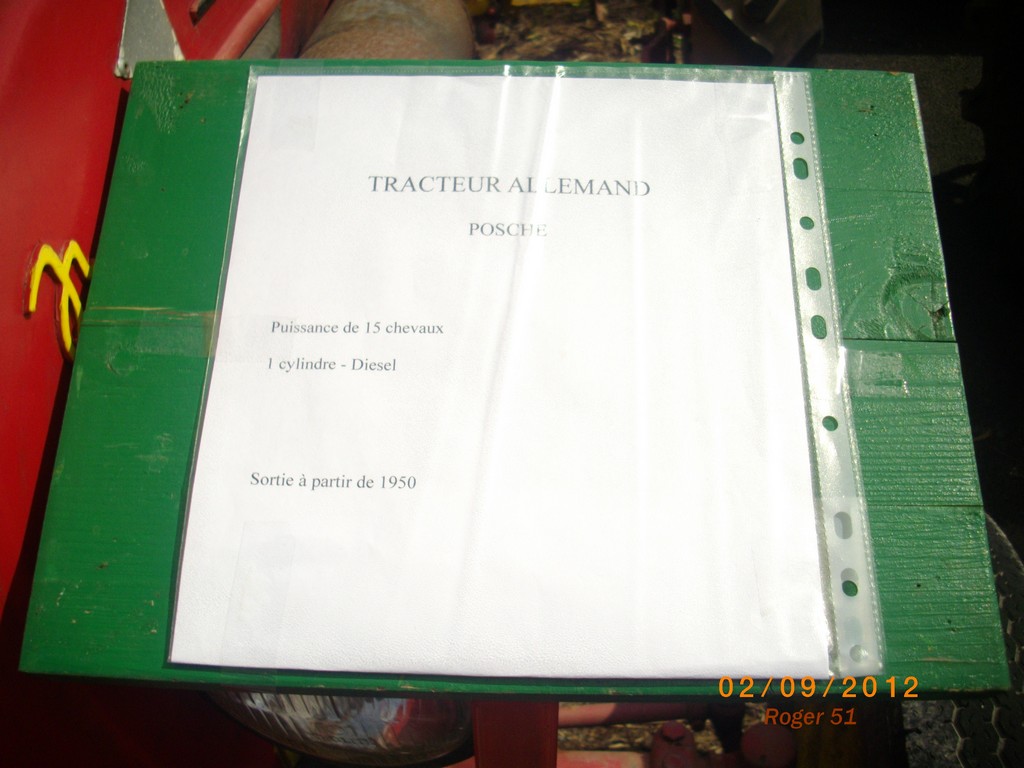 TRACTEUR ALLEMAND
POSCHE
Puissance de 15 chevaux
1 cylindre - Diesel
Sortie à partir de 1950
02/09/2012
Roger 51